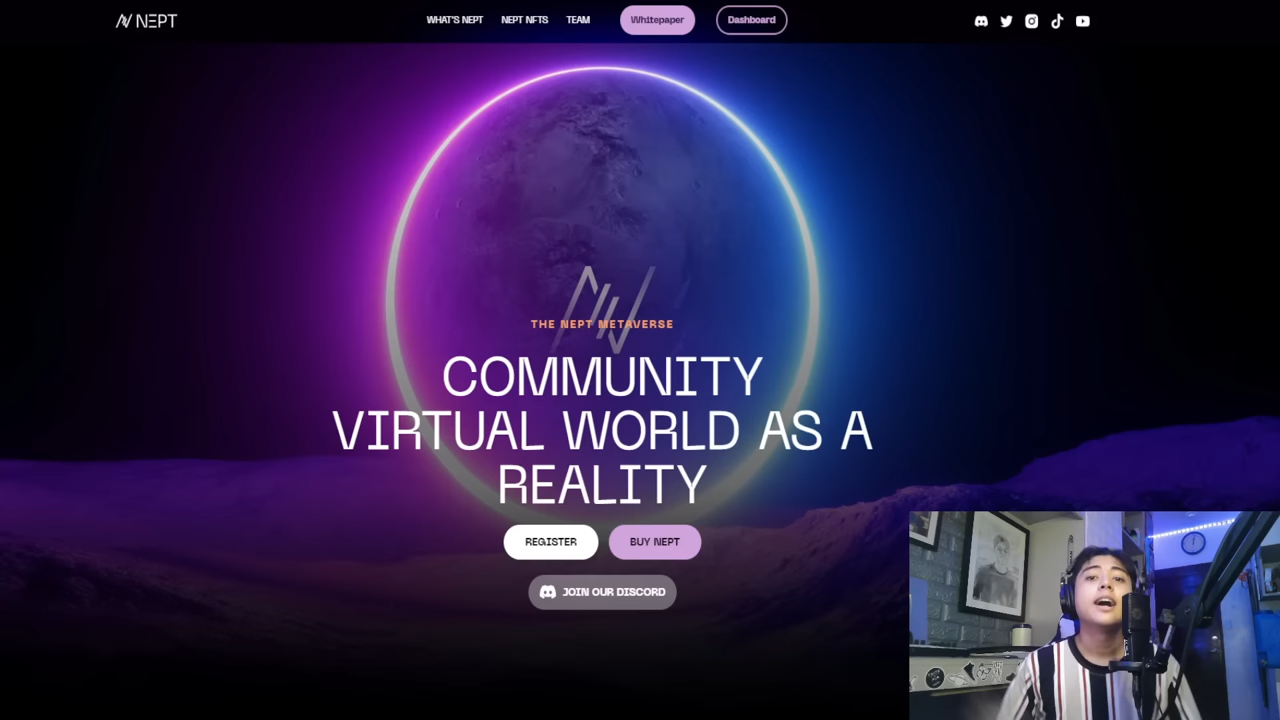 NEPT
WHAT'S NEPT
NEPT NFTS
TEAM
Whitepaper
Dashboard
THE NEPT METAVERSE
COMMUNITY
VIRTUAL WORLD AS A
REALITY
REGISTER
BUY NEPT
JOIN OUR DISCORD